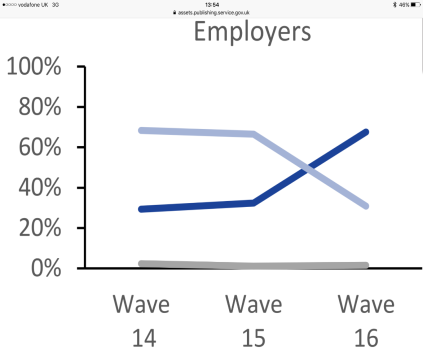 vodafone UK 3G 13:54 46%
assets.publishing.service.gov.uk
Employers
100%
80%
60%
40%
20%
0%
Wave Wave Wave
14 15 16